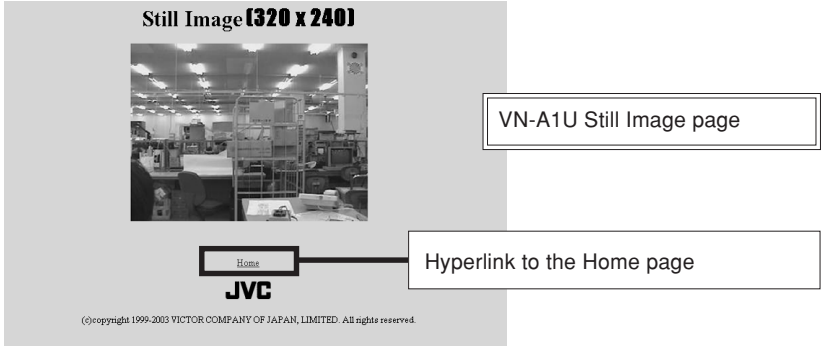 Still Image (320 x 240)
VN-A1U Still Image page
Home
Hyperlink to the Home page
JVC
(c)copyright 1999-2003 VICTOR COMPANY OF JAPAN, LIMITED. All rights reserved.